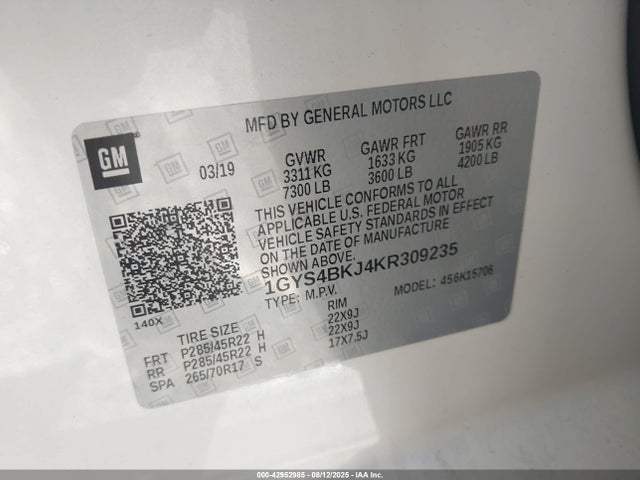 MFD BY GENERAL MOTORS LLC
GM
03/19
GVWR GAWR FRT GAWR RR
3311 KG 1633 KG 1905 KG
7300 LB 3600 LB 4200 LB
THIS VEHICLE CONFORMS TO ALL
APPLICABLE U.S. FEDERAL MOTOR
VEHICLE SAFETY STANDARDS IN EFFECT
ON THE DATE OF MANUFACTURE
SHOWN ABOVE.
1GYS4BKJ4KR309235
TYPE: M.P.V. MODEL: 456K15706
140X
TIRE SIZE RIM
FRT P285/45R22 H 22X9J
RR P285/45R22 H 22X9J
SPA 265/70R17 S 17X7.5J
000-42952985 - 08/12/2025 - IAA Inc.